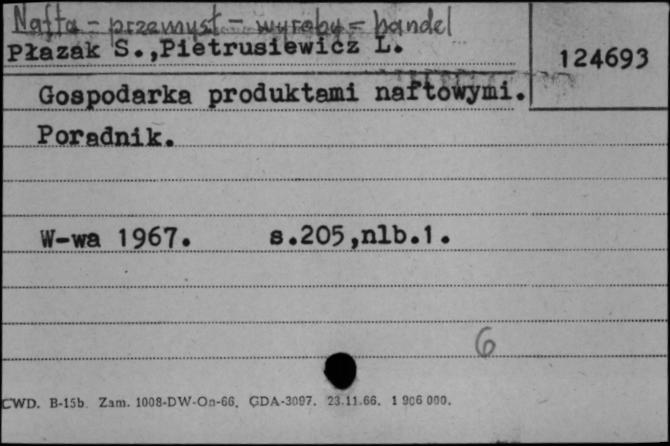 Nafta - przemysł - wyroby - handel
Płazak S.,Pietrusiewicz L.
124693
Gospodarka produktami naftowymi.
Poradnik.
W-wa 1967. s.205,nlb.1.
6
CWD. B-15b. Zam. 1008-DW-Om-66. GDA-3097. 23.11.66. 1 906 000.